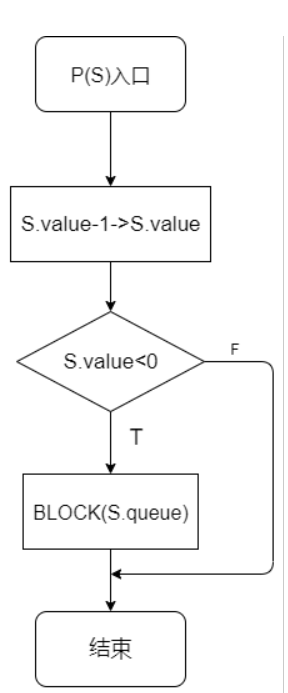 P(S)入口
S.value-1->S.value
S.value<0
F
T
BLOCK(S.queue)
结束